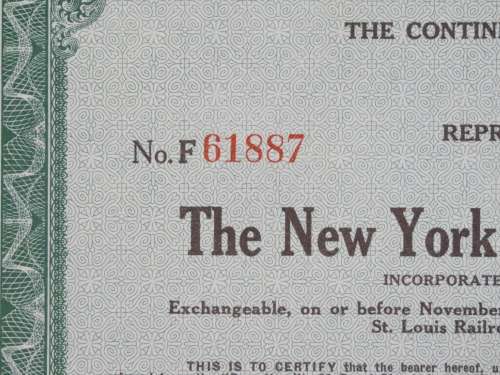 THE CONTIN
REPR
No. F 61887
The New York
INCORPORATE
Exchangeable, on or before November
St. Louis Railro
THIS IS TO CERTIFY that the bearer hereof, u